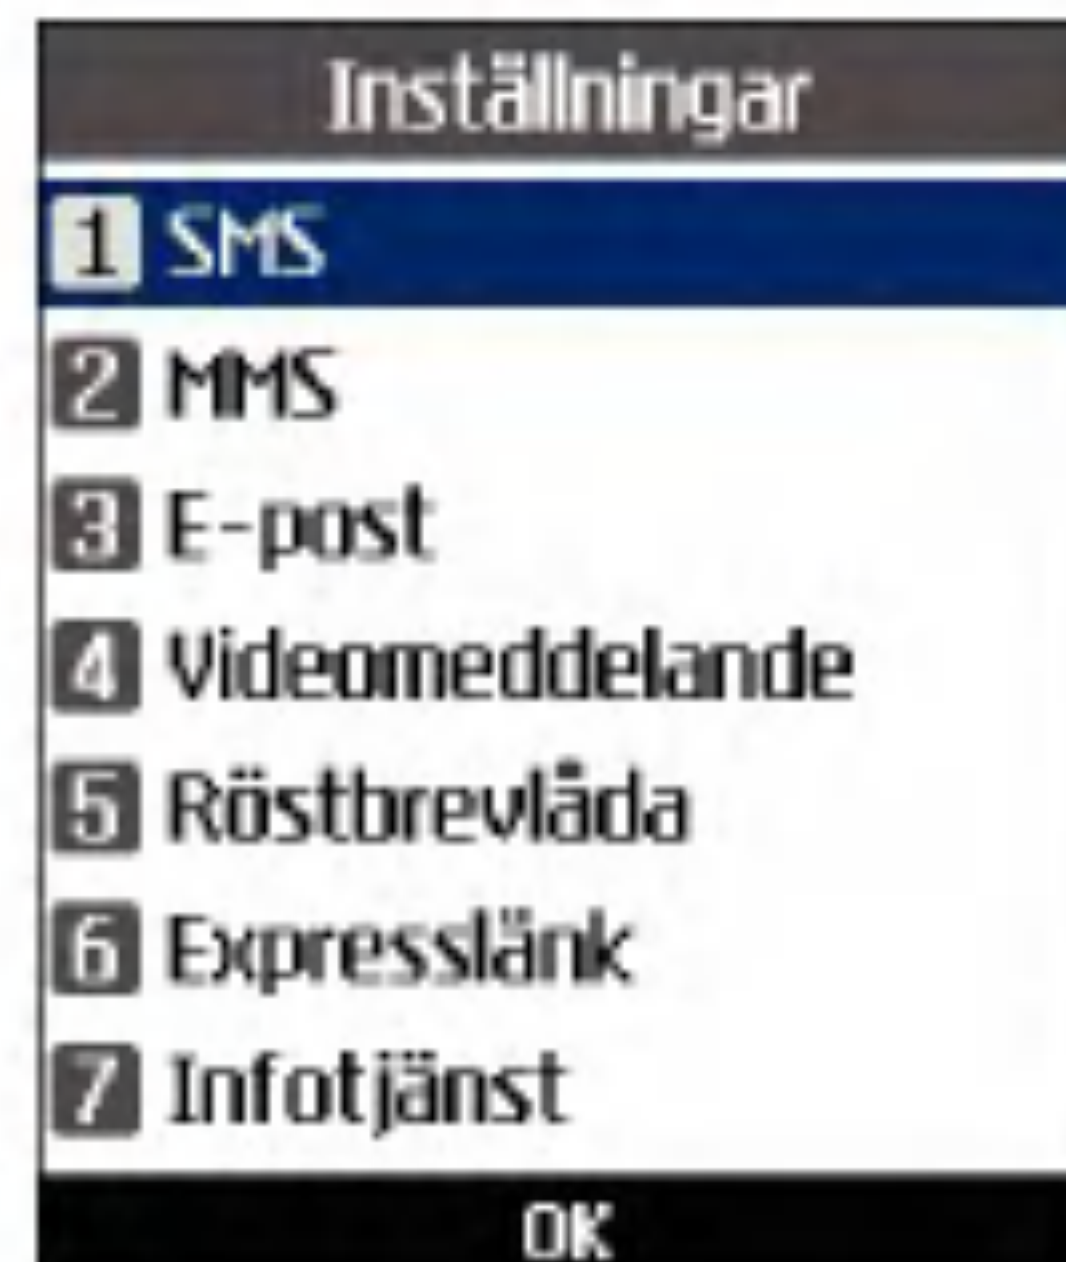 Inställningar
1 SMS
2 MMS
3 E-post
4 Videomeddelande
5 Röstbrevlåda
6 Expresslänk
7 Infotjänst
OK